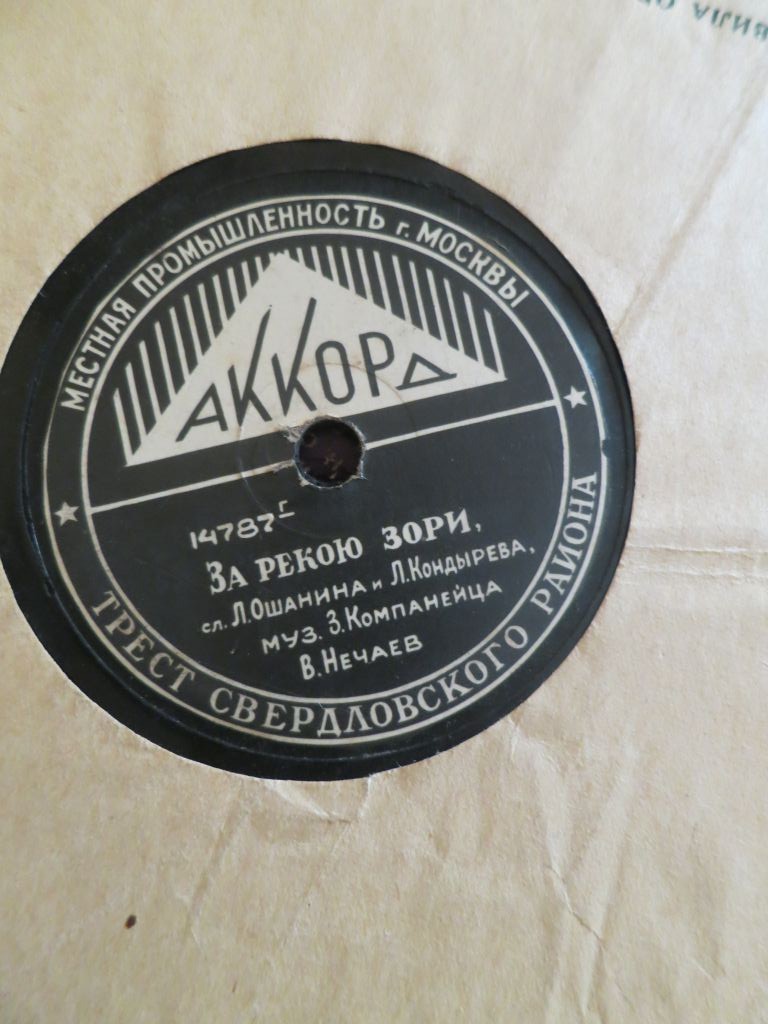 МЕСТНАЯ ПРОМЫШЛЕННОСТЬ г. МОСКВЫ
АККОРД
14787г
ЗА РЕКОЮ ЗОРИ,
сл. Л. ОШАНИНА и Л. КОНДЫРЕВА,
муз. З. КОМПАНЕЙЦА
В. НЕЧАЕВ
ТРЕСТ СВЕРДЛОВСКОГО РАЙОНА